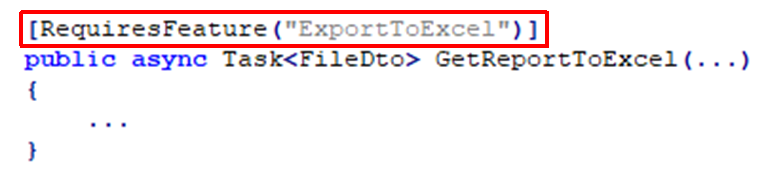 [RequiresFeature("ExportToExcel")]
public async Task<FileDto> GetReportToExcel(...)
{
    ...
}